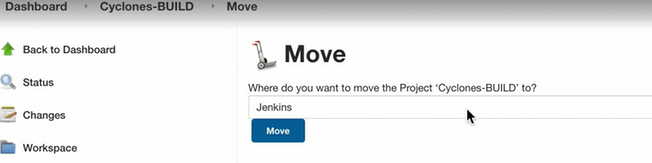 Dashboard Cyclones-BUILD Move
Back to Dashboard
Status
Changes
Workspace
Move
Where do you want to move the Project 'Cyclones-BUILD' to?
Jenkins
Move